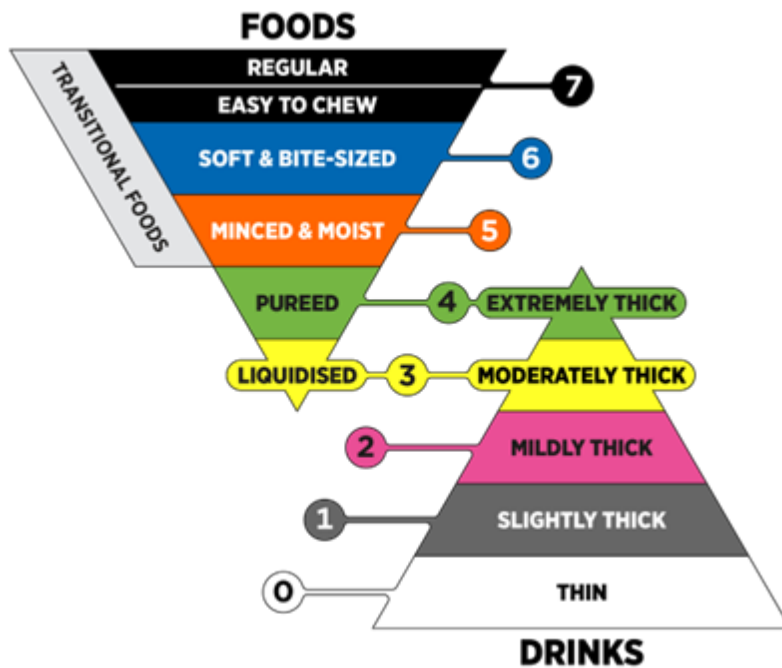 FOODS
REGULAR
EASY TO CHEW
7
TRANSITIONAL FOODS
SOFT & BITE-SIZED
6
MINCED & MOIST
5
PUREED
4
EXTREMELY THICK
LIQUIDISED
3
MODERATELY THICK
2
MILDLY THICK
1
SLIGHTLY THICK
0
THIN
DRINKS